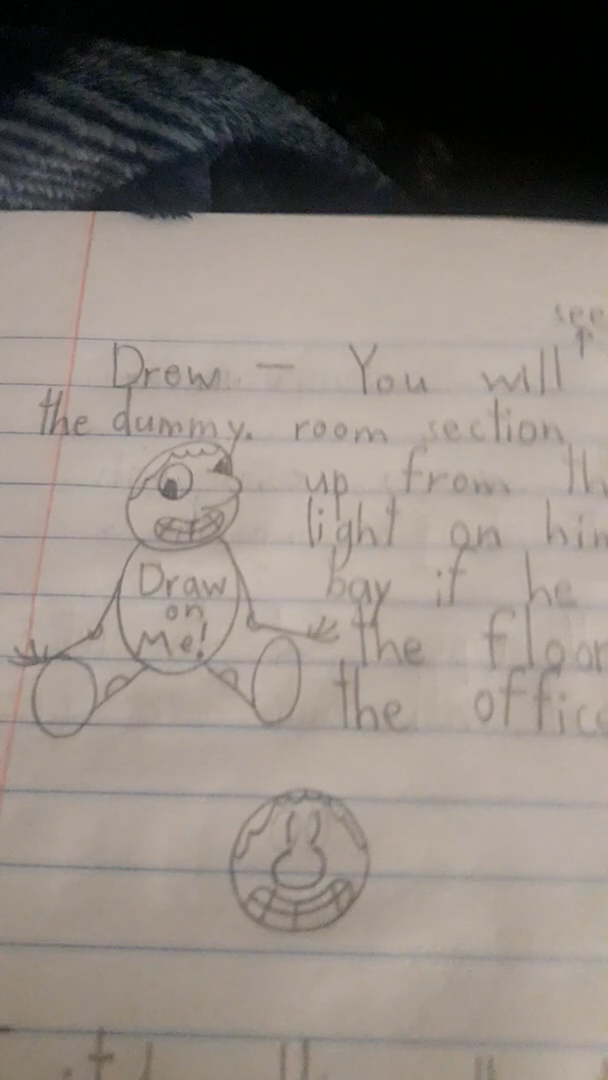 see
↑
Drew — You will
the dummy. room section
up from th
light on him
Draw
on
Me!
bay if he
the floor
the offic